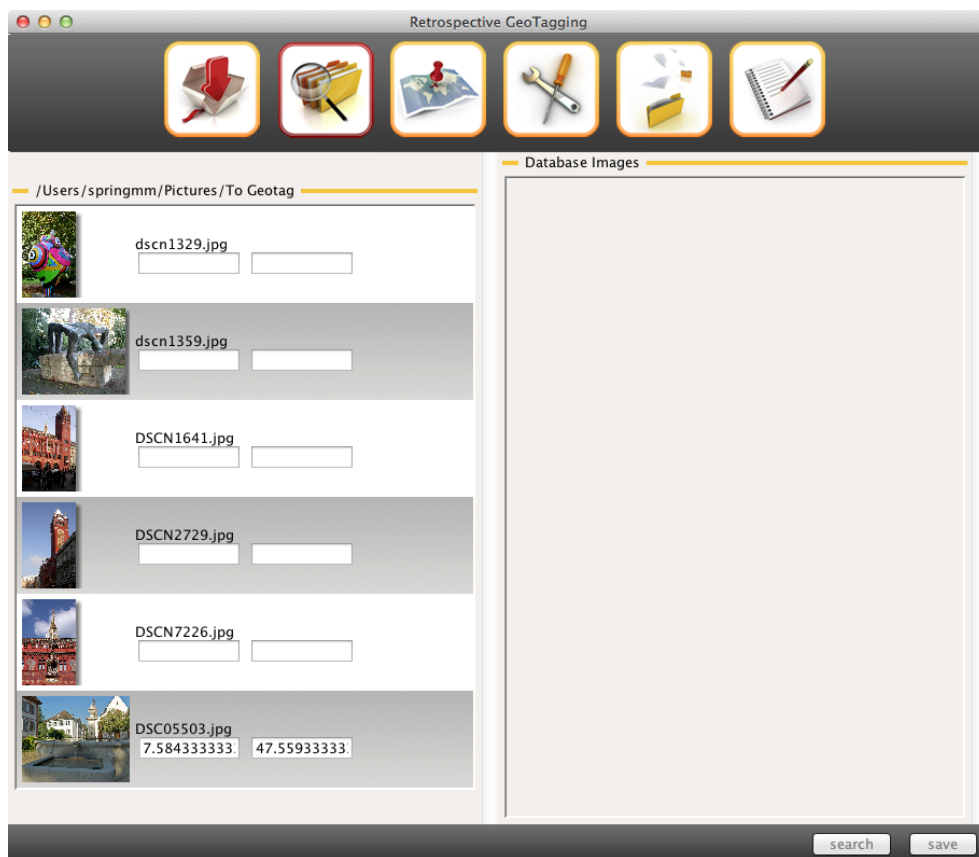 Retrospective GeoTagging
/Users/springmm/Pictures/To Geotag
dscn1329.jpg
dscn1359.jpg
DSCN1641.jpg
DSCN2729.jpg
DSCN7226.jpg
DSC05503.jpg
7.584333333 47.55933333
Database Images
search save